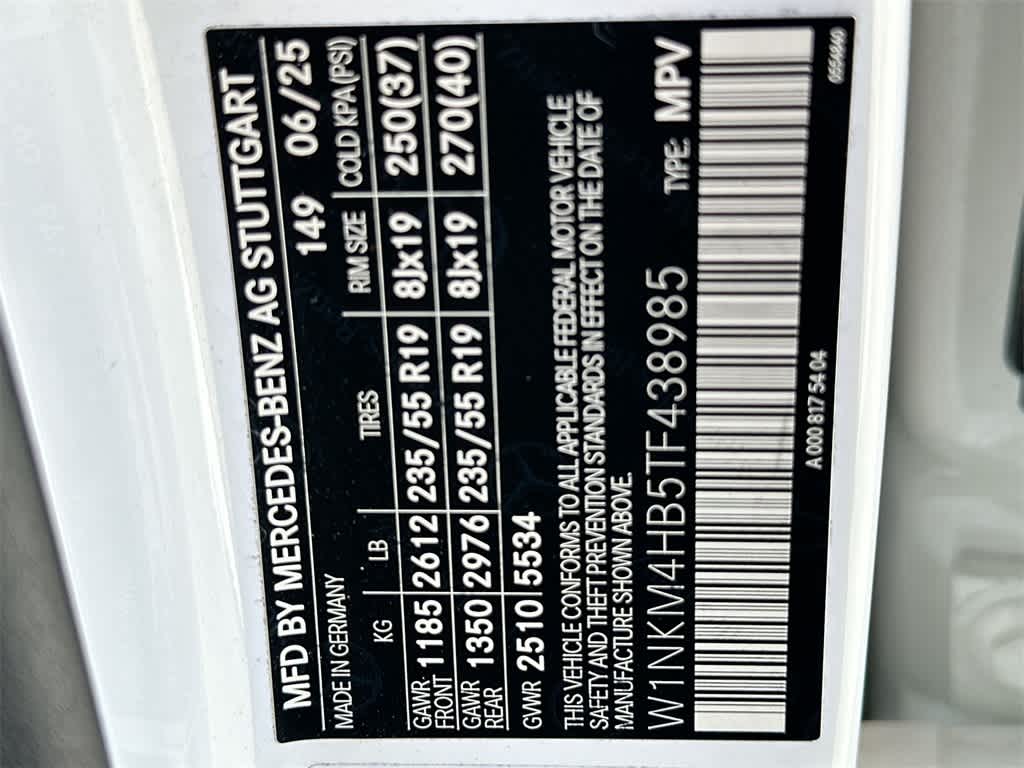 MFD BY MERCEDES-BENZ AG STUTTGART
MADE IN GERMANY 149 06/25
KG LB TIRES RIM SIZE COLD KPA(PSI)
GAWR: FRONT 1185 2612 235/55 R19 8Jx19 250(37)
GAWR REAR 1350 2976 235/55 R19 8Jx19 270(40)
GVWR 2510 5534
THIS VEHICLE CONFORMS TO ALL APPLICABLE FEDERAL MOTOR VEHICLE
SAFETY AND THEFT PREVENTION STANDARDS IN EFFECT ON THE DATE OF
MANUFACTURE SHOWN ABOVE.
W1NKM4HB5TF438985 TYPE: MPV
A 000 817 54 04
0554840